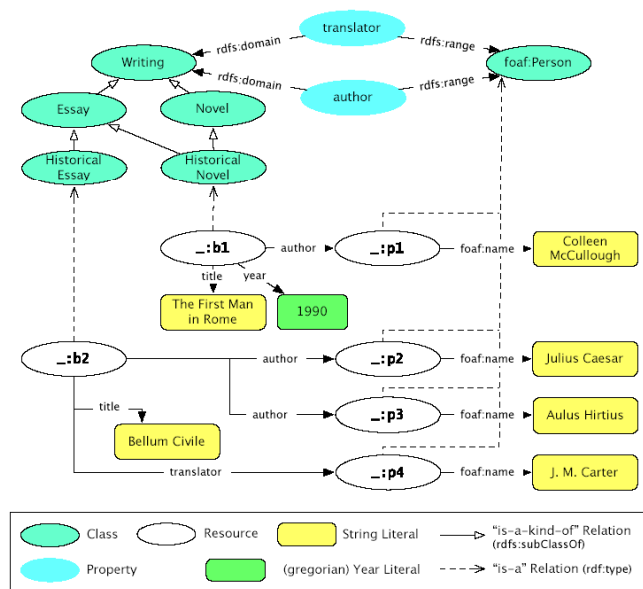 translator
rdfs:domain
rdfs:range
Writing
foaf:Person
rdfs:domain
rdfs:range
author
Essay
Novel
Historical
Essay
Historical
Novel
_:b1
author
_:p1
foaf:name
Colleen
McCullough
title
year
The First Man
in Rome
1990
_:b2
author
_:p2
foaf:name
Julius Caesar
title
author
_:p3
foaf:name
Aulus Hirtius
Bellum Civile
translator
_:p4
foaf:name
J. M. Carter
Class
Resource
String Literal
"is-a-kind-of" Relation
(rdfs:subClassOf)
Property
(gregorian) Year Literal
"is-a" Relation (rdf:type)